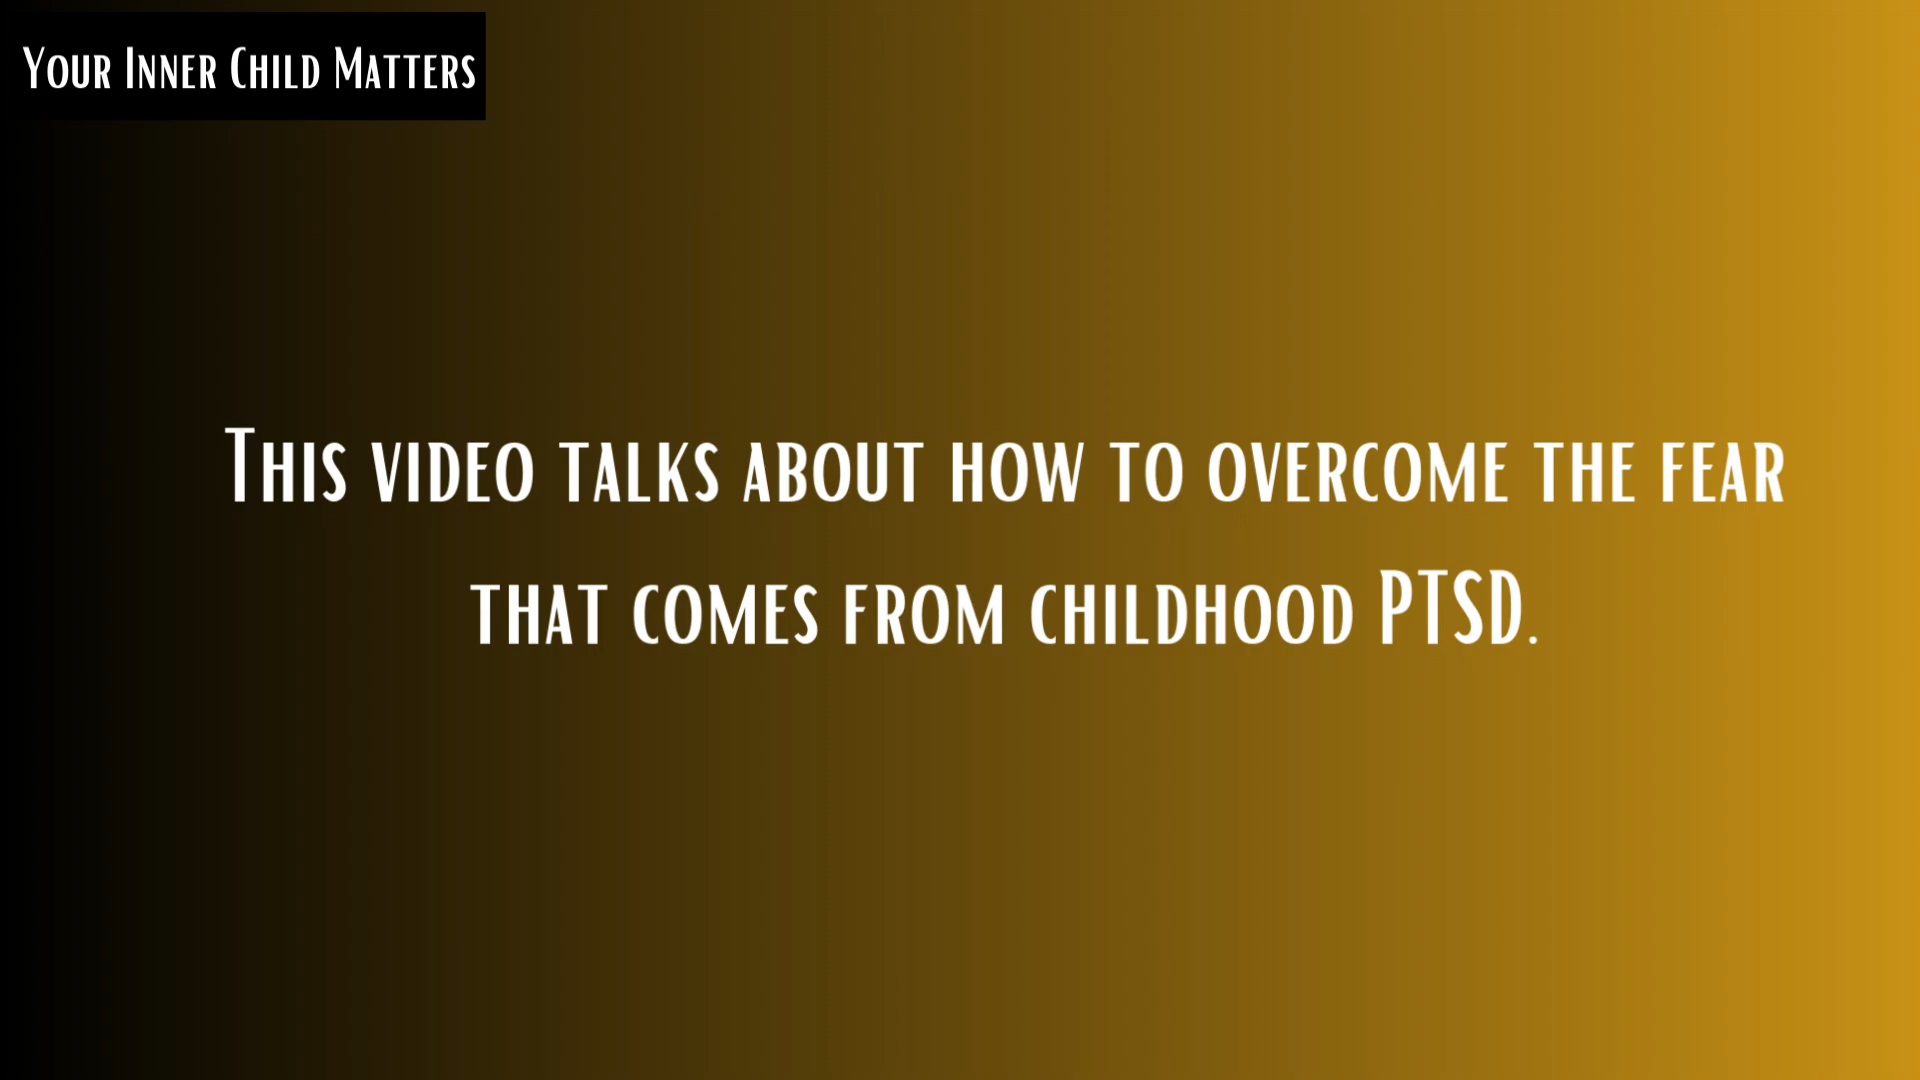 Your Inner Child Matters
This video talks about how to overcome the fear
that comes from childhood PTSD.